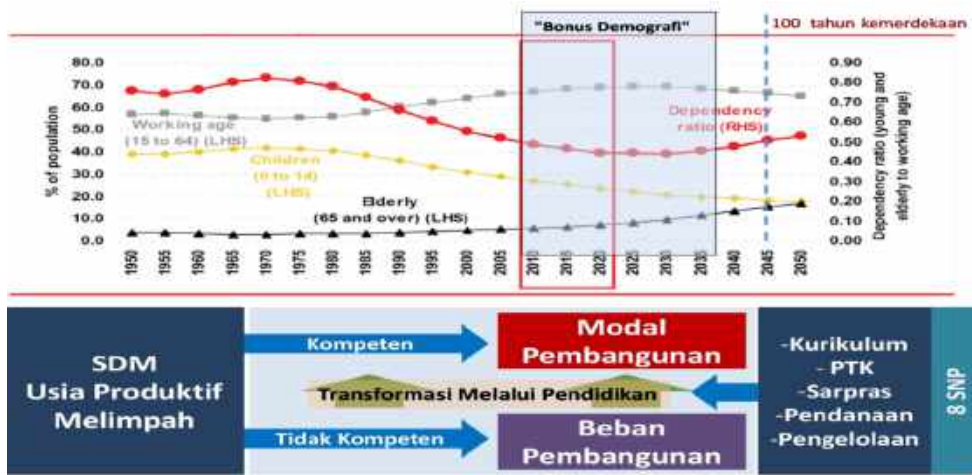 "Bonus Demografi"
100 tahun kemerdekaan
80.0
70.0
60.0
50.0
40.0
30.0
20.0
10.0
0.0
% of population
Working age
(15 to 64) (LHS)
Children
(0 to 14)
(LHS)
Elderly
(65 and over) (LHS)
Dependency
ratio (RHS)
0.90
0.80
0.70
0.60
0.50
0.40
0.30
0.20
0.10
0.00
Dependency ratio (young and
elderly to working age)
1950
1955
1960
1965
1970
1975
1980
1985
1990
1995
2000
2005
2010
2015
2020
2025
2030
2035
2040
2045
2050
SDM
Usia Produktif
Melimpah
Kompeten
Modal
Pembangunan
Transformasi Melalui Pendidikan
Tidak Kompeten
Beban
Pembangunan
-Kurikulum
- PTK
-Sarpras
-Pendanaan
-Pengelolaan
8 SNP